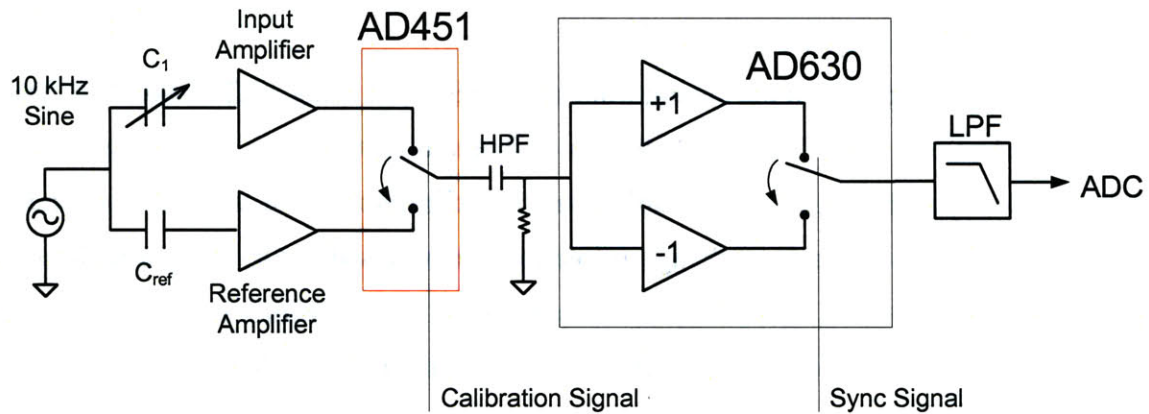 10 kHz
Sine
C1
Input
Amplifier
AD451
Cref
Reference
Amplifier
HPF
AD630
+1
-1
LPF
ADC
Calibration Signal
Sync Signal